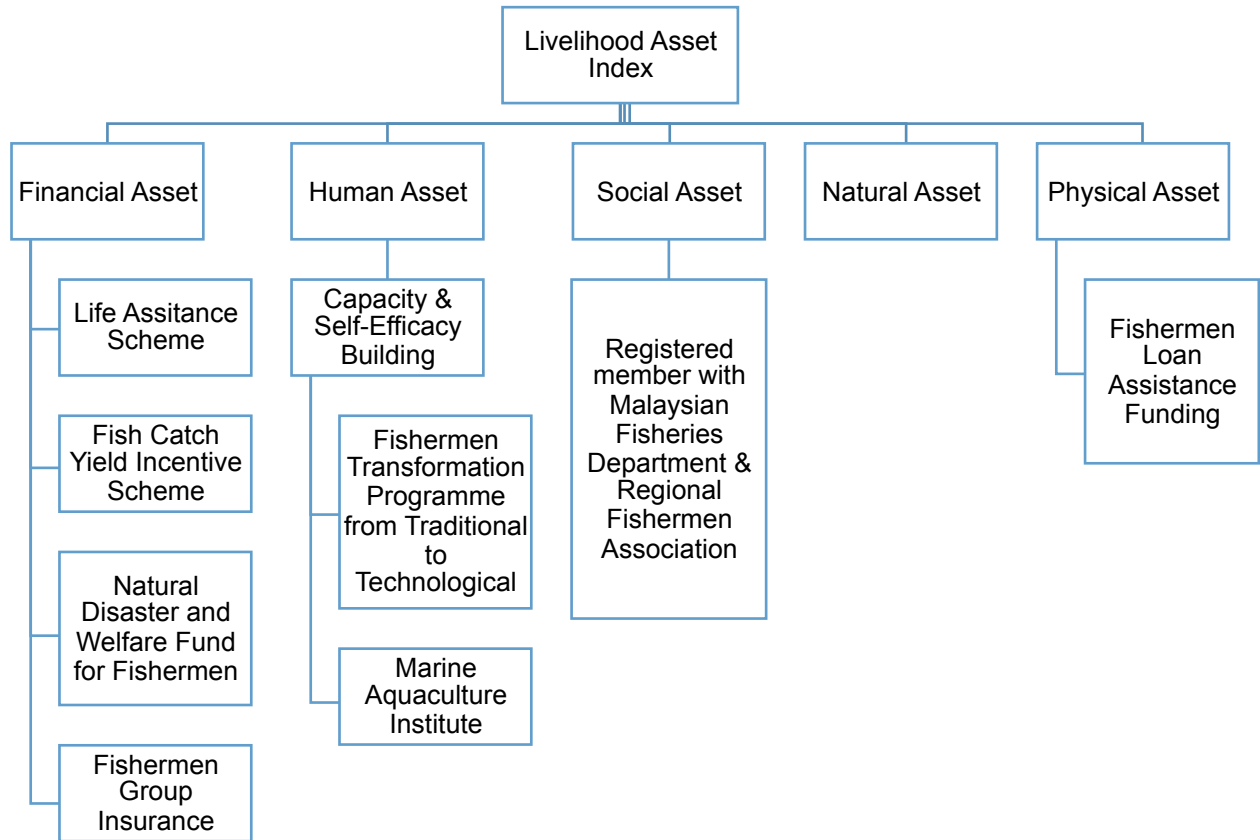 Livelihood Asset
Index
Financial Asset
Human Asset
Social Asset
Natural Asset
Physical Asset
Life Assitance
Scheme
Fish Catch
Yield Incentive
Scheme
Natural
Disaster and
Welfare Fund
for Fishermen
Fishermen
Group
Insurance
Capacity &
Self-Efficacy
Building
Fishermen
Transformation
Programme
from Traditional
to
Technological
Marine
Aquaculture
Institute
Registered
member with
Malaysian
Fisheries
Department &
Regional
Fishermen
Association
Fishermen
Loan
Assistance
Funding